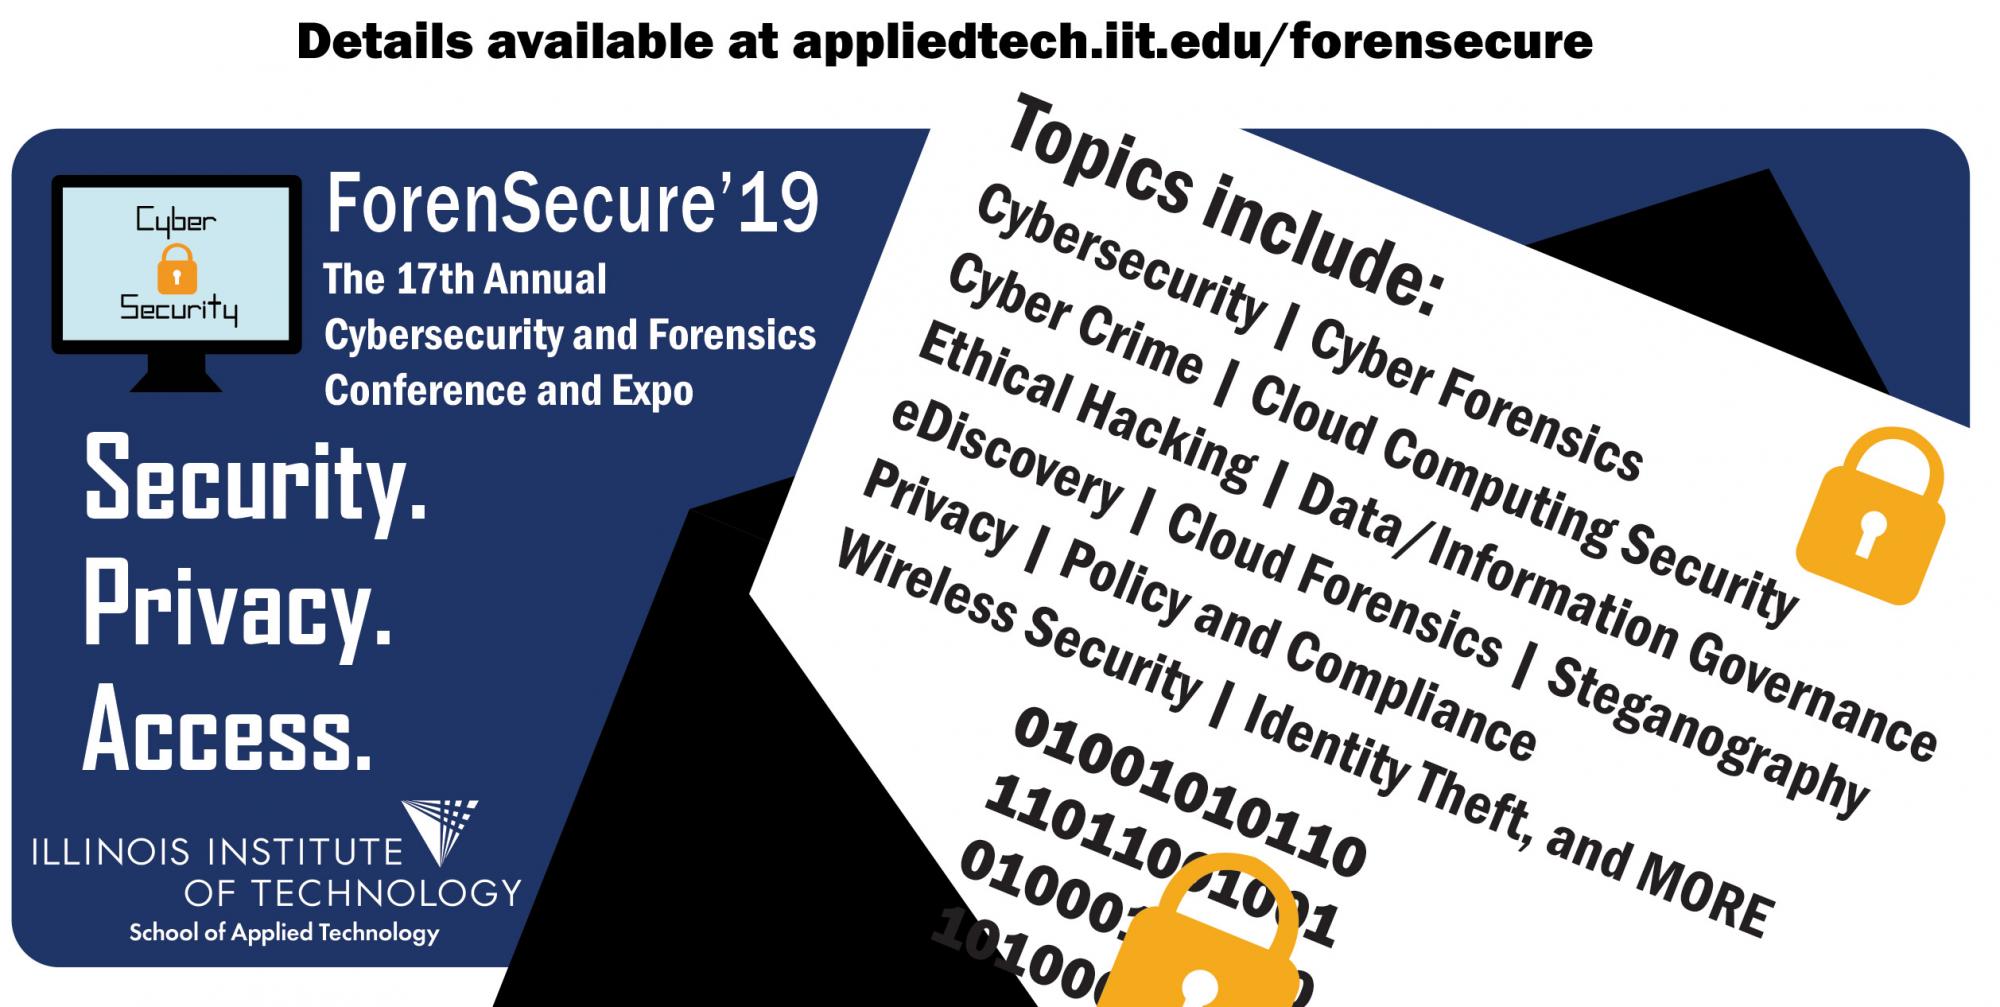 Details available at appliedtech.iit.edu/forensecure
Cyber
Security
ForenSecure'19
The 17th Annual
Cybersecurity and Forensics
Conference and Expo
Security.
Privacy.
Access.
ILLINOIS INSTITUTE
OF TECHNOLOGY
School of Applied Technology
Topics include:
Cybersecurity | Cyber Forensics
Cyber Crime | Cloud Computing Security
Ethical Hacking | Data/Information Governance
eDiscovery | Cloud Forensics | Steganography
Privacy | Policy and Compliance
Wireless Security | Identity Theft, and MORE
01001010110
11011001001